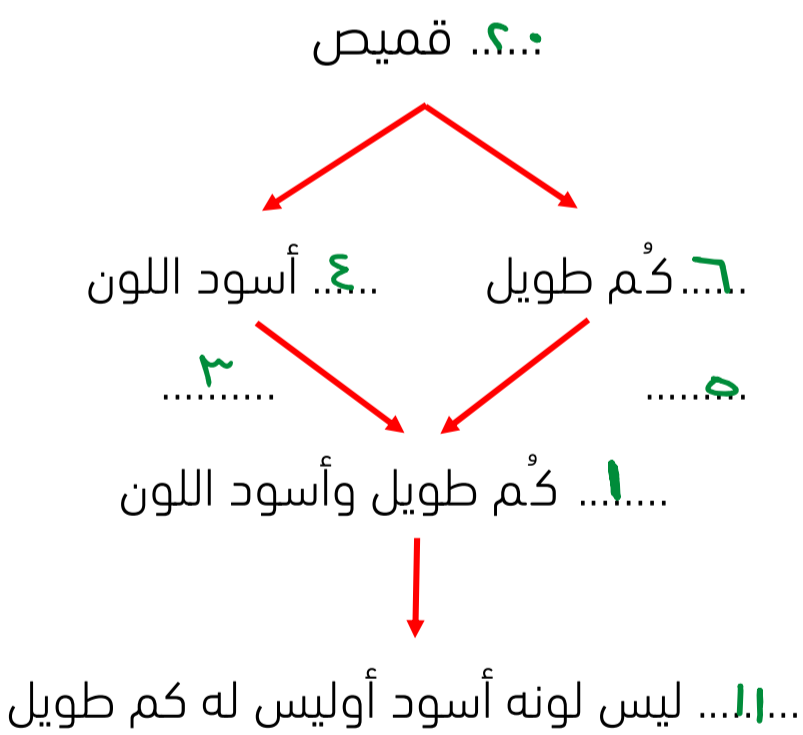 ..٢٠.. قميص
..٦.. كُم طويل ..٤.. أسود اللون
..٥.. ..٣..
..١.. كُم طويل وأسود اللون
..١١.. ليس لونه أسود أوليس له كم طويل